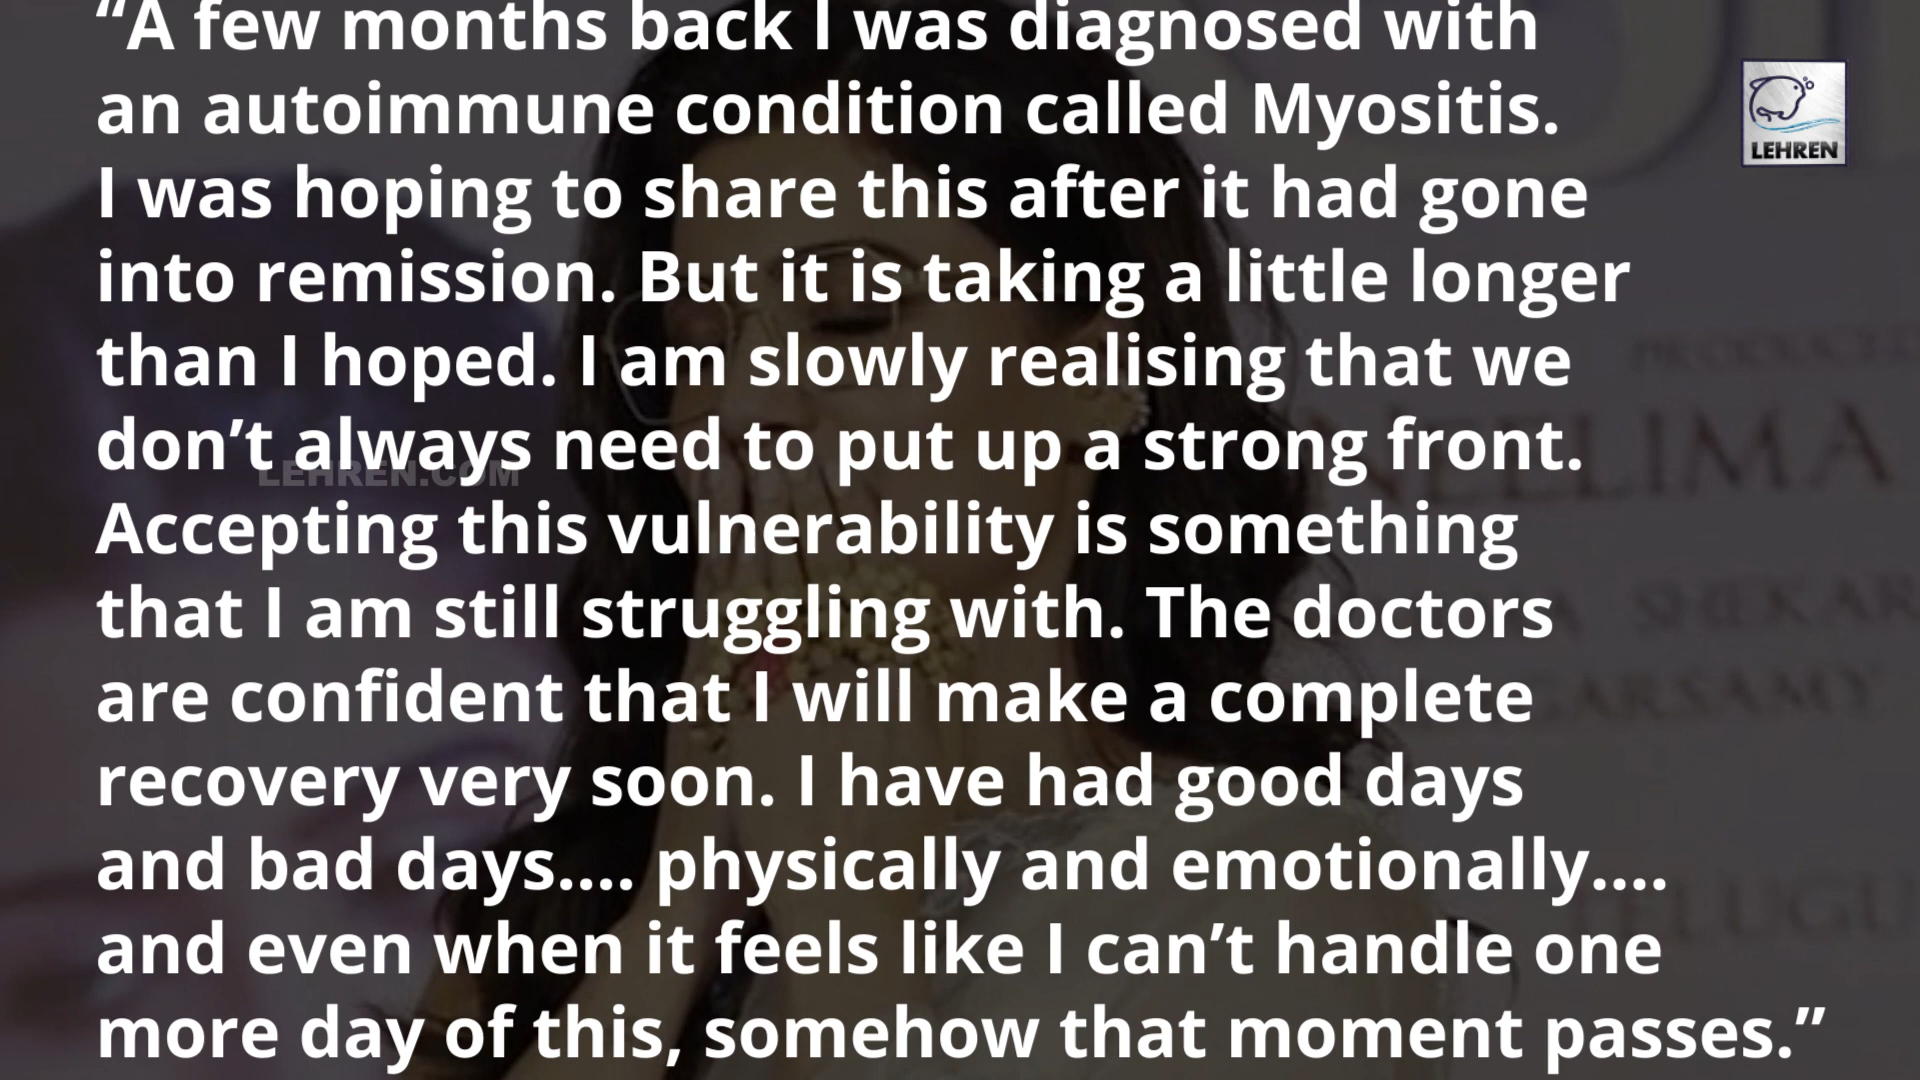 “A few months back I was diagnosed with
an autoimmune condition called Myositis.
I was hoping to share this after it had gone
into remission. But it is taking a little longer
than I hoped. I am slowly realising that we
don’t always need to put up a strong front.
Accepting this vulnerability is something
that I am still struggling with. The doctors
are confident that I will make a complete
recovery very soon. I have had good days
and bad days.... physically and emotionally....
and even when it feels like I can’t handle one
more day of this, somehow that moment passes.”
LEHREN
LEHREN.COM
PRODUCED
NEELIMA
SHEKAR
TELUGU